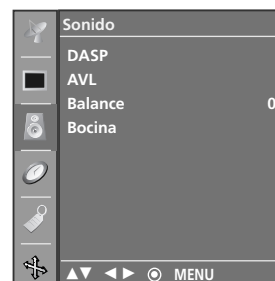 Sonido
DASP
AVL
Balance 0
Bocina
▲▼ ◄► ⦿ MENU